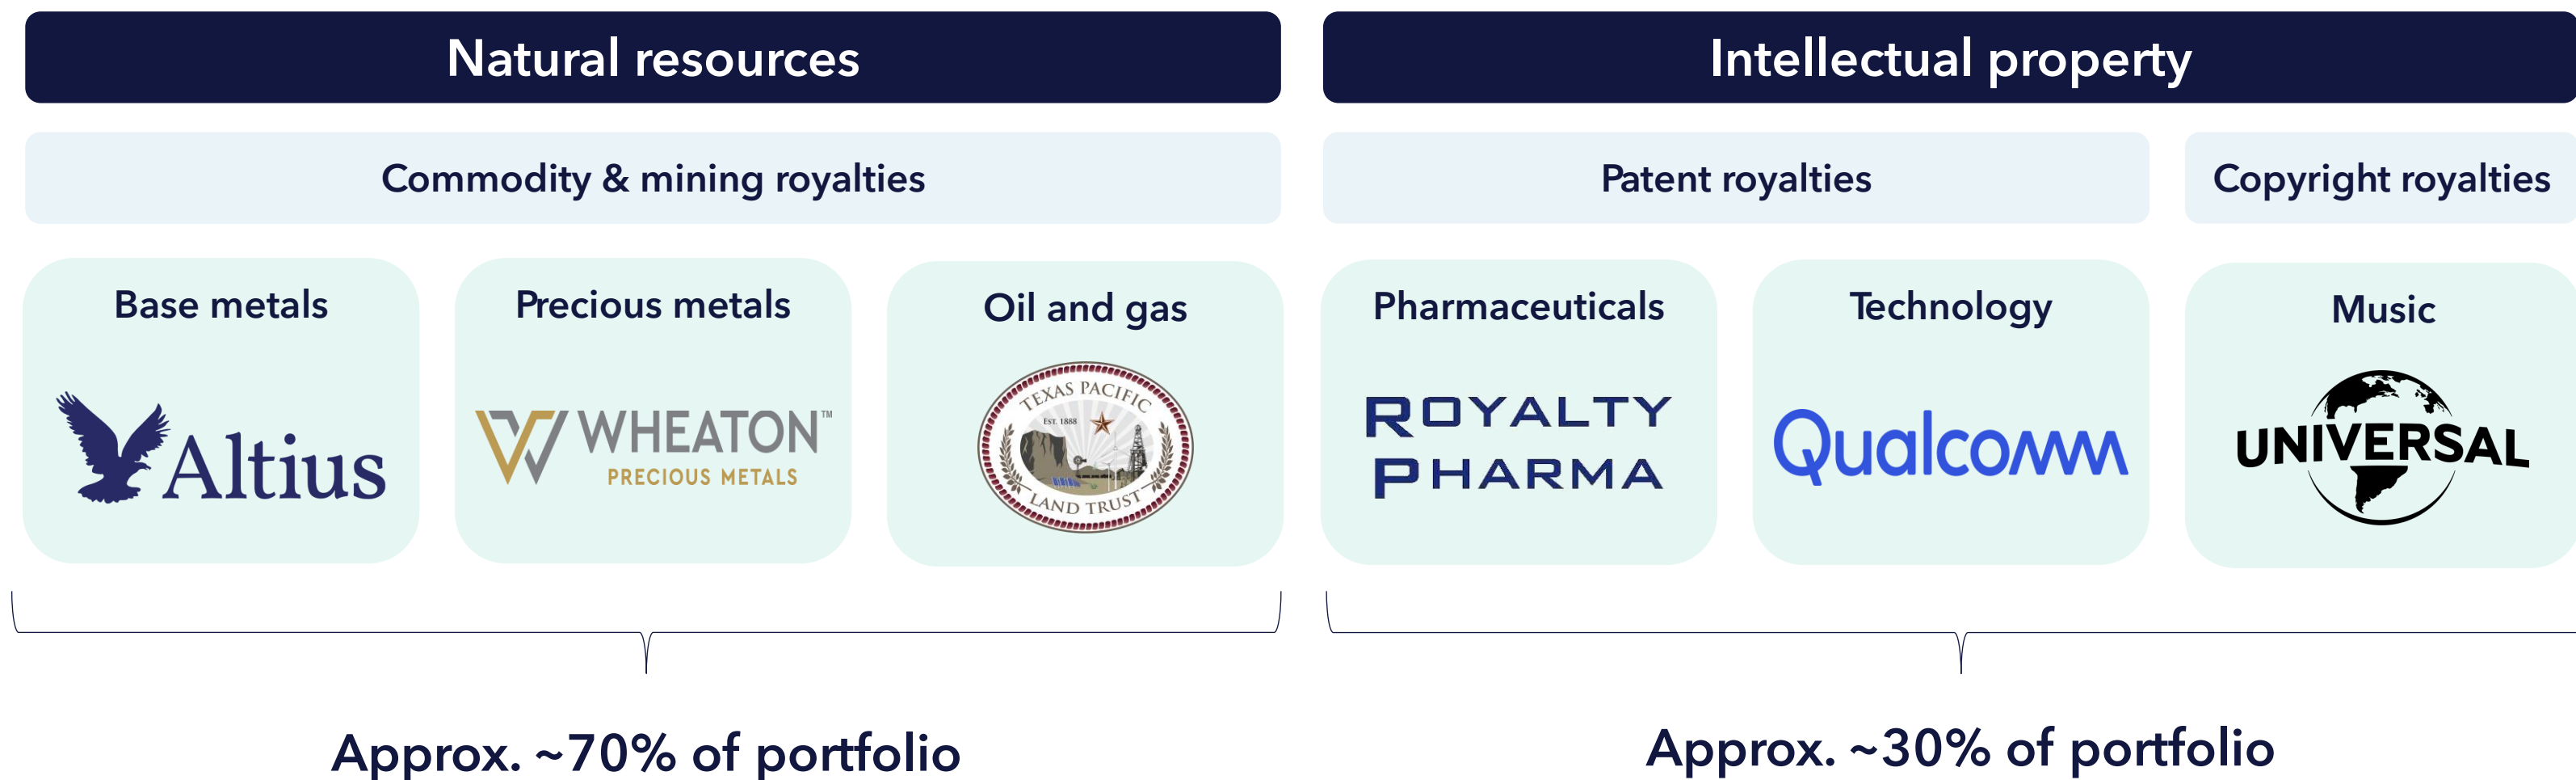 Natural resources
Intellectual property
Commodity & mining royalties
Patent royalties
Copyright royalties
Base metals
Precious metals
Oil and gas
Pharmaceuticals
Technology
Music
Altius
WHEATON™
PRECIOUS METALS
TEXAS PACIFIC
EST. 1888
LAND TRUST
ROYALTY
PHARMA
Qualcomm
UNIVERSAL
Approx. ~70% of portfolio
Approx. ~30% of portfolio